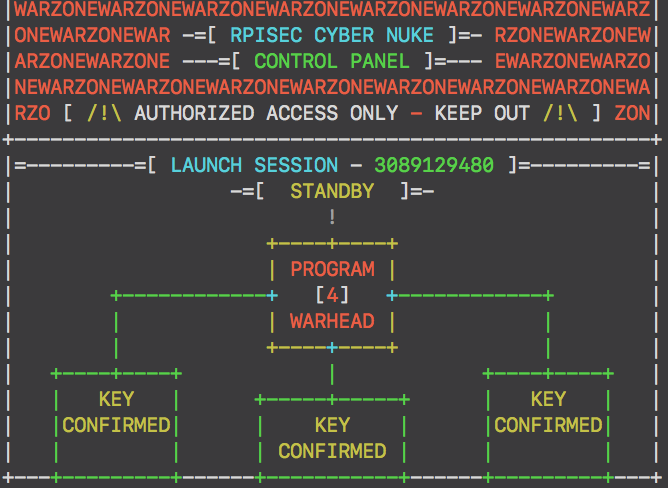 |WARZONEWARZONEWARZONEWARZONEWARZONEWARZONEWARZONEWARZ|
|ONEWARZONEWAR -=[ RPISEC CYBER NUKE ]=- RZONEWARZONEW|
|ARZONEWARZONE ---=[ CONTROL PANEL ]=--- EWARZONEWARZO|
|NEWARZONEWARZONEWARZONEWARZONEWARZONEWARZONEWARZONEWA|
|RZO [ /!\ AUTHORIZED ACCESS ONLY - KEEP OUT /!\ ] ZON|
|=---------=[ LAUNCH SESSION - 3089129480 ]=---------=|
-=[ STANDBY ]=-
!
PROGRAM
[4]
WARHEAD
KEY KEY
CONFIRMED KEY CONFIRMED
CONFIRMED